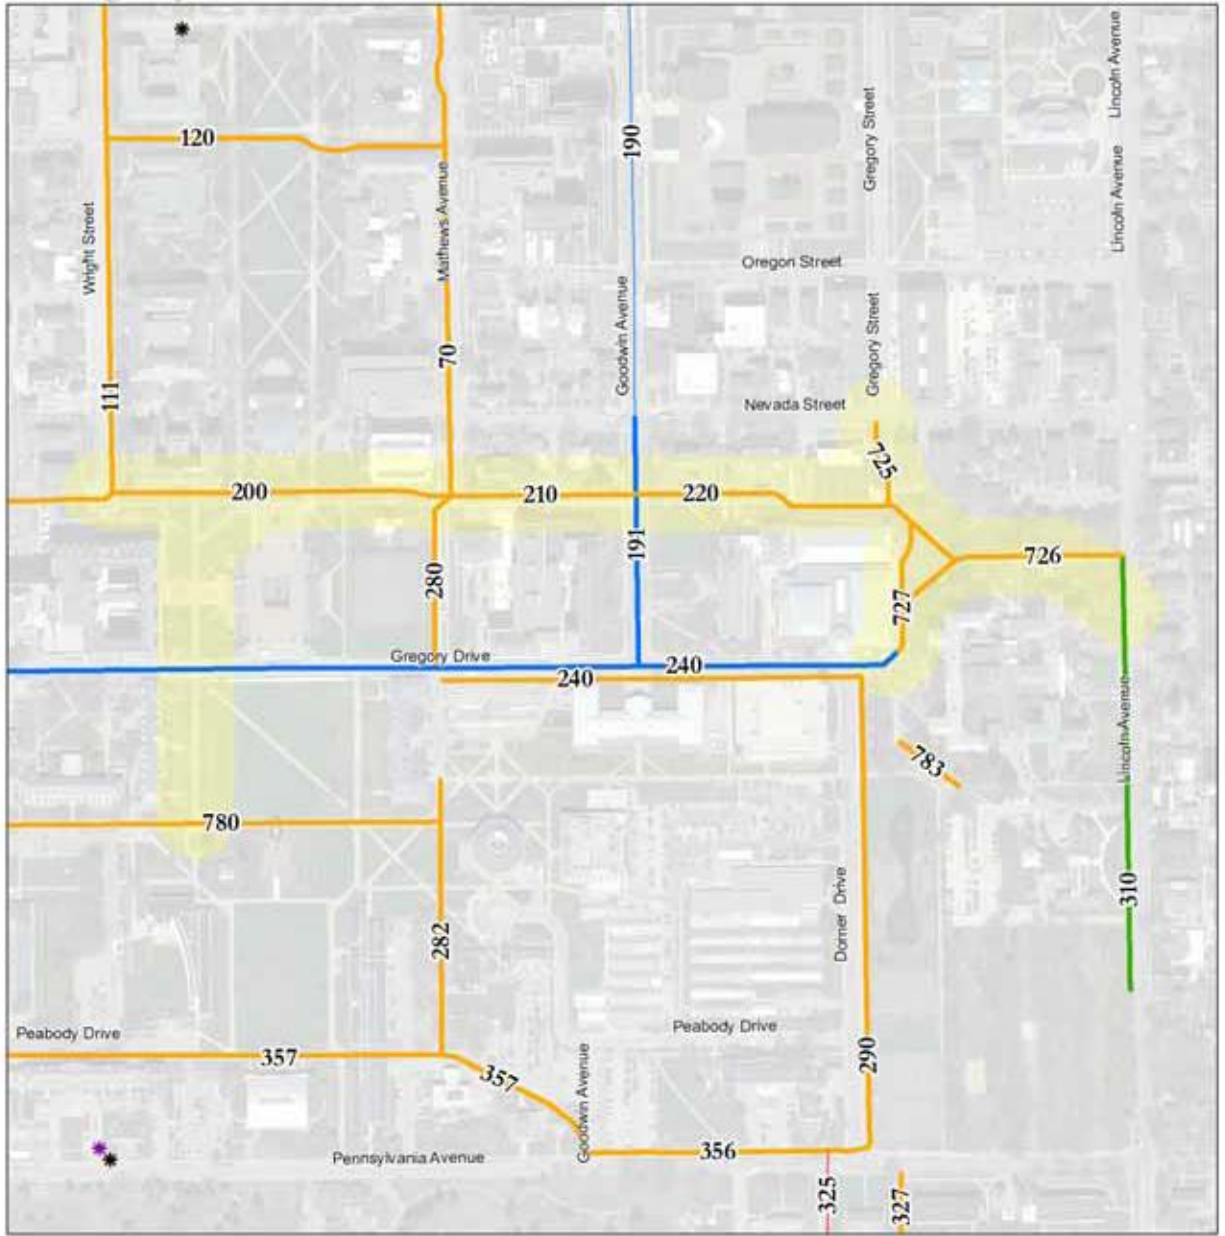 Lincoln Avenue
Gregory Street
120
190
Mathews Avenue
Lincoln Avenue
Wright Street
Oregon Street
Goodwin Avenue
Gregory Street
70
111
Nevada Street
725
200
210
220
191
726
280
727
Gregory Drive
240
240
Lincoln Avenue
783
780
310
Dorner Drive
282
Peabody Drive
Peabody Drive
357
290
357
Goodwin Avenue
356
Pennsylvania Avenue
325
327